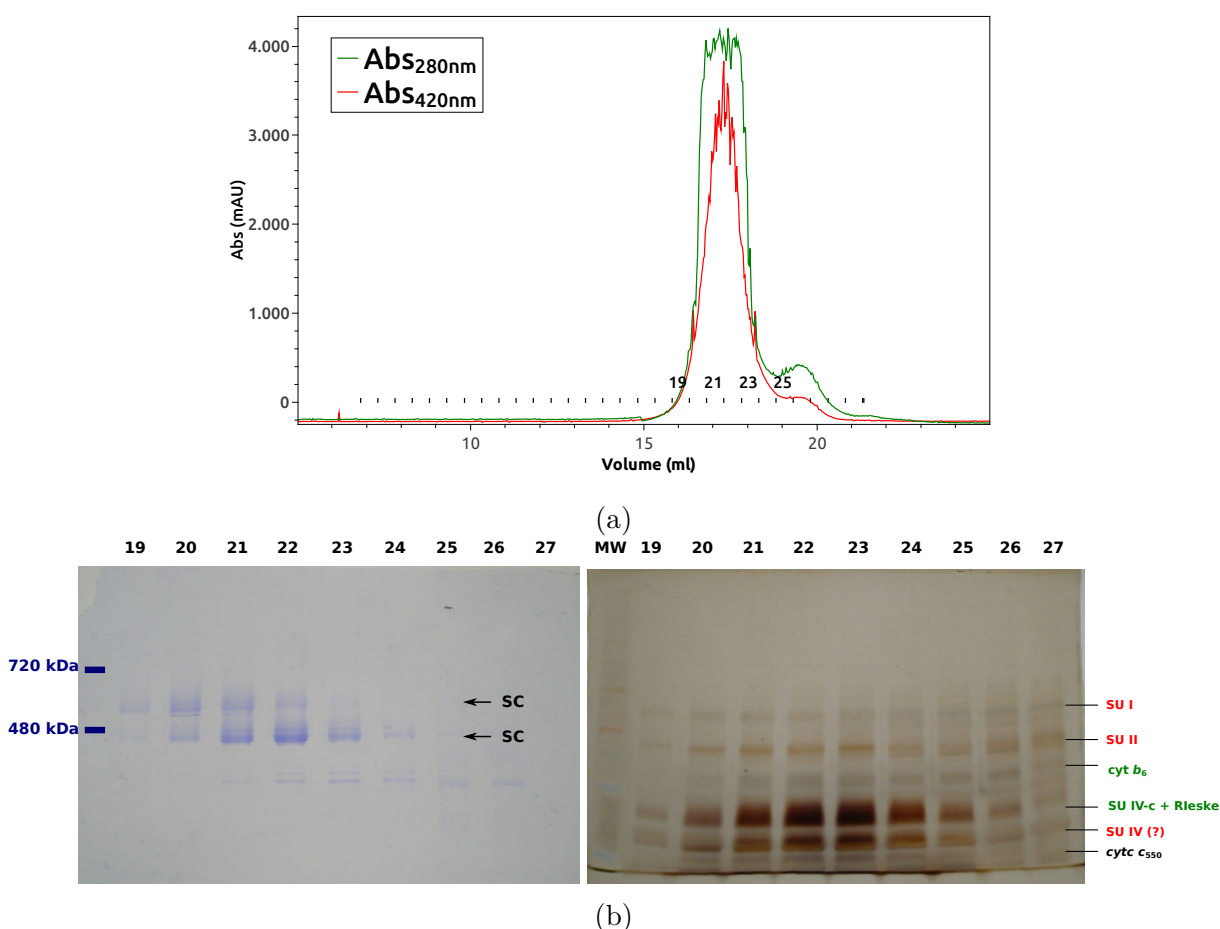 4.000
3.000
2.000
1.000
0
Abs (mAU)
Abs280nm
Abs420nm
19 21 23 25
10 15 20
Volume (ml)
(a)
19 20 21 22 23 24 25 26 27
720 kDa
480 kDa
SC
SC
MW 19 20 21 22 23 24 25 26 27
SU I
SU II
cyt b6
SU IV-c + RIeske
SU IV (?)
cytc c550
(b)